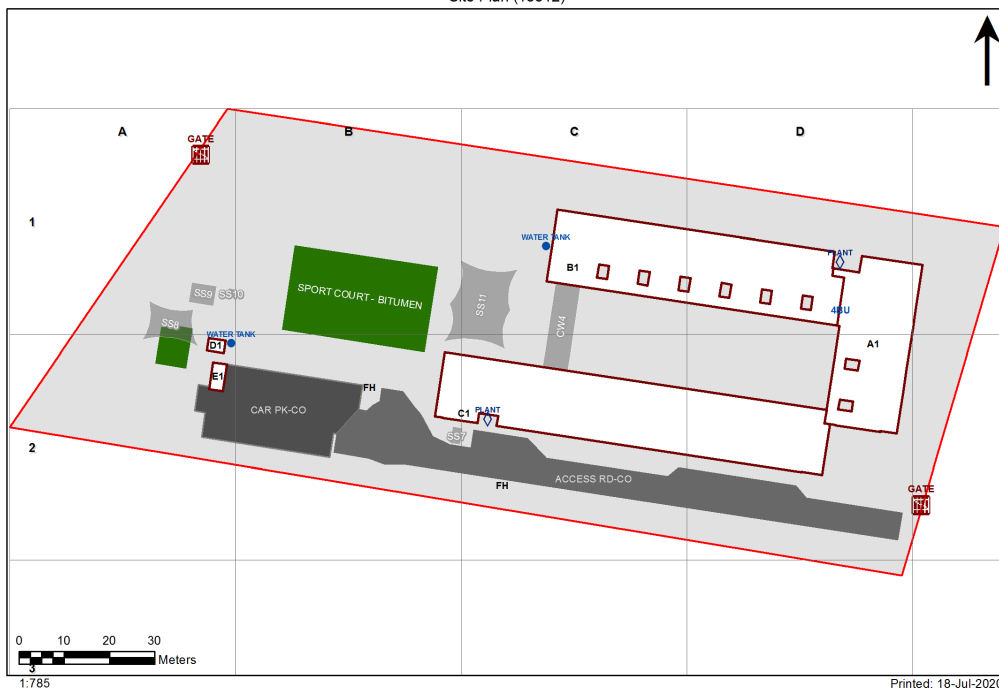 A
B
C
D
GATE
1
WATER TANK
PLANT
B1
SPORT COURT - BITUMEN
SS9
SS10
SS11
SS8
CW4
4BU
WATER TANK
D1
A1
E1
FH
CAR PK-CO
C1
PLANT
SS7
2
ACCESS RD-CO
FH
GATE
0 10 20 30
Meters
3
1:785
Printed: 18-Jul-2020